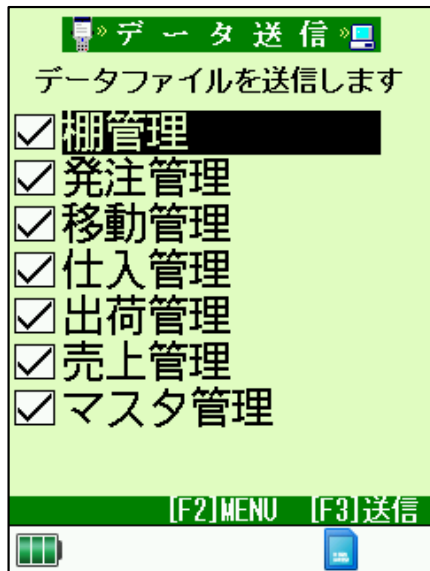 データ送信
データファイルを送信します
棚管理
発注管理
移動管理
仕入管理
出荷管理
売上管理
マスタ管理
[F2]MENU [F3]送信